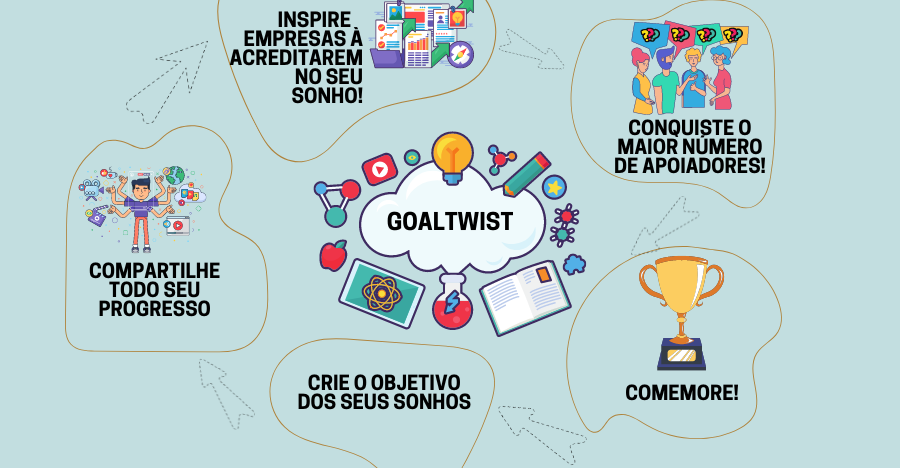 INSPIRE
EMPRESAS À
ACREDITAREM
NO SEU
SONHO!
CONQUISTE O
MAIOR NÚMERO
DE APOIADORES!
GOALTWIST
COMPARTILHE
TODO SEU
PROGRESSO
CRIE O OBJETIVO
DOS SEUS SONHOS
COMEMORE!